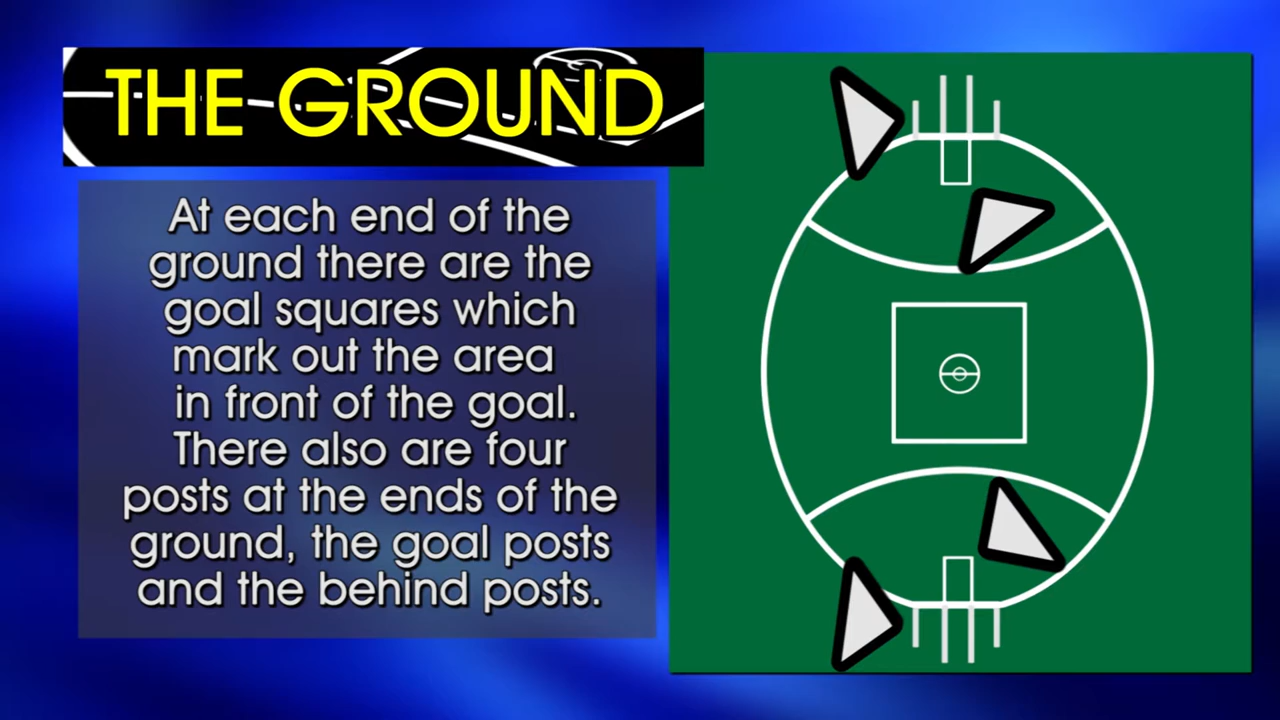 THE GROUND
At each end of the
ground there are the
goal squares which
mark out the area
in front of the goal.
There also are four
posts at the ends of the
ground, the goal posts
and the behind posts.